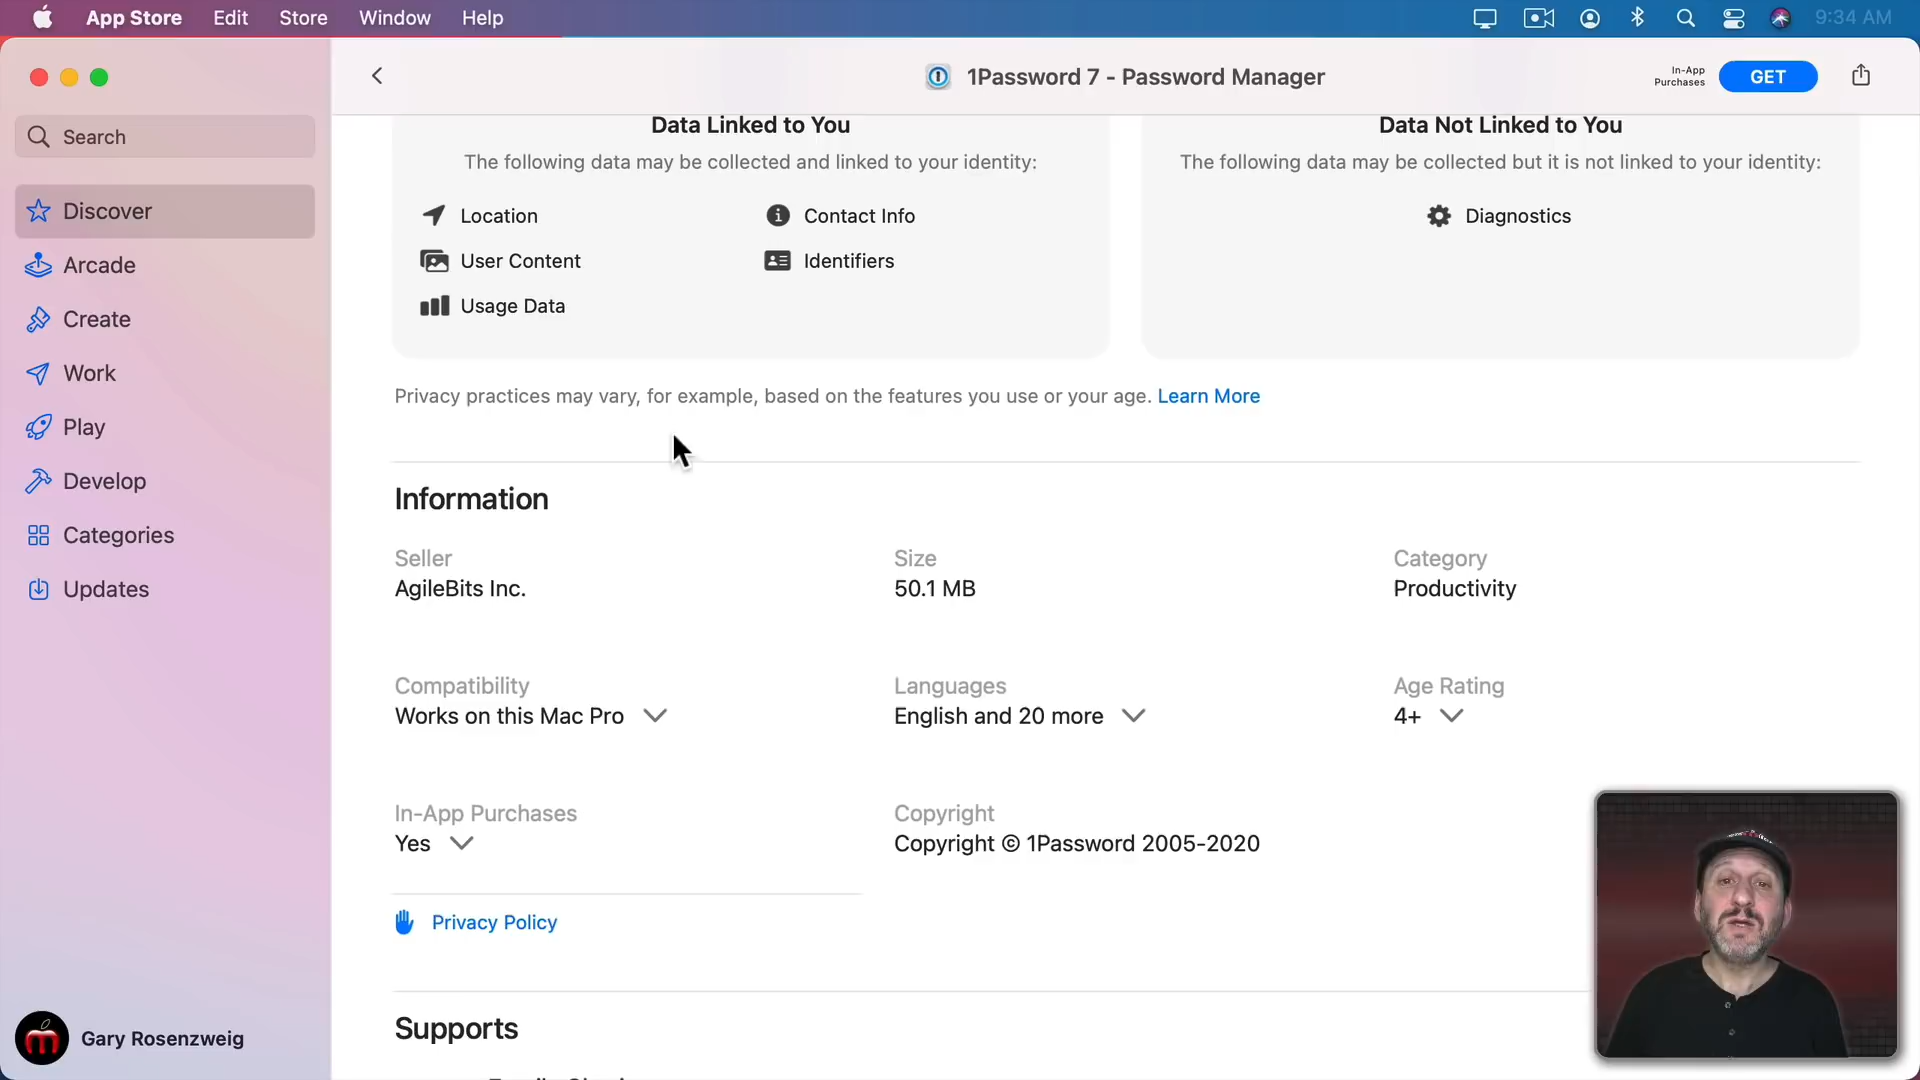 App Store Edit Store Window Help 9:34 AM
1Password 7 - Password Manager
In-App
Purchases
GET
Search
Discover
Arcade
Create
Work
Play
Develop
Categories
Updates
Gary Rosenzweig
Data Linked to You
The following data may be collected and linked to your identity:
Location
Contact Info
User Content
Identifiers
Usage Data
Data Not Linked to You
The following data may be collected but it is not linked to your identity:
Diagnostics
Privacy practices may vary, for example, based on the features you use or your age. Learn More
Information
Seller
AgileBits Inc.
Size
50.1 MB
Category
Productivity
Compatibility
Works on this Mac Pro
Languages
English and 20 more
Age Rating
4+
In-App Purchases
Yes
Copyright
Copyright © 1Password 2005-2020
Privacy Policy
Supports